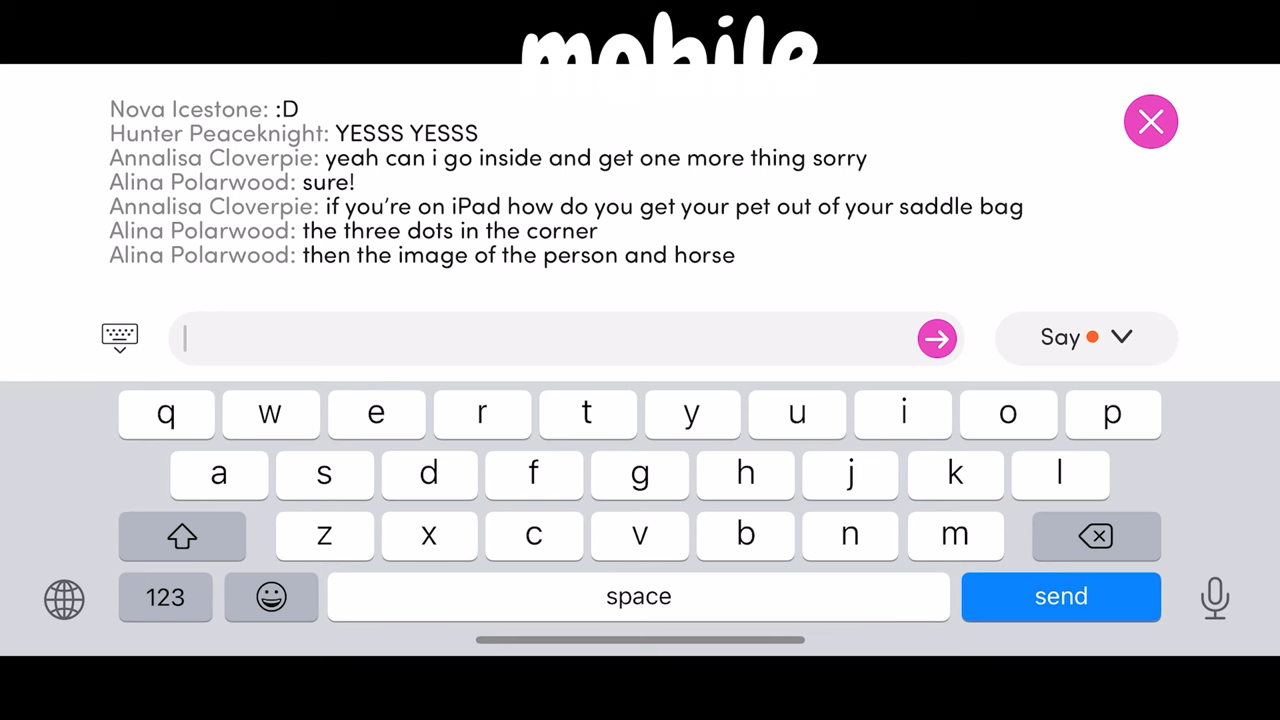 mobile
Nova Icestone: :D
Hunter Peaceknight: YESSS YESSS
Annalisa Cloverpie: yeah can i go inside and get one more thing sorry
Alina Polarwood: sure!
Annalisa Cloverpie: if you’re on iPad how do you get your pet out of your saddle bag
Alina Polarwood: the three dots in the corner
Alina Polarwood: then the image of the person and horse
Say
q w e r t y u i o p
a s d f g h j k l
z x c v b n m
123 space send